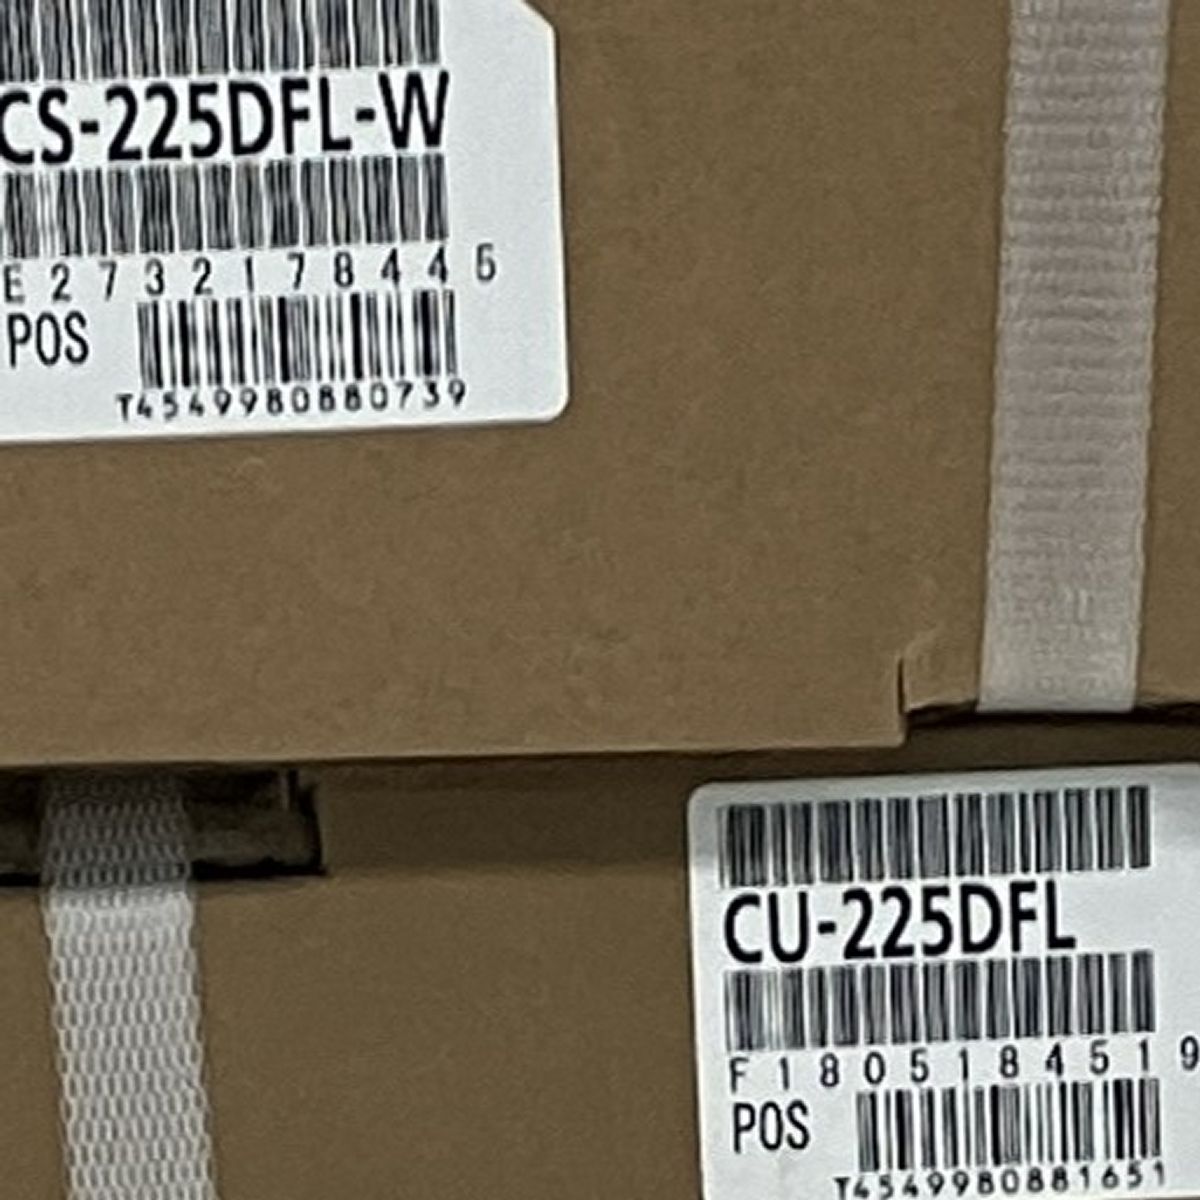 CS-225DFL-W
E2732178445
POS
T4549980880739
CU-225DFL
F1805184519
POS
T4549980881651